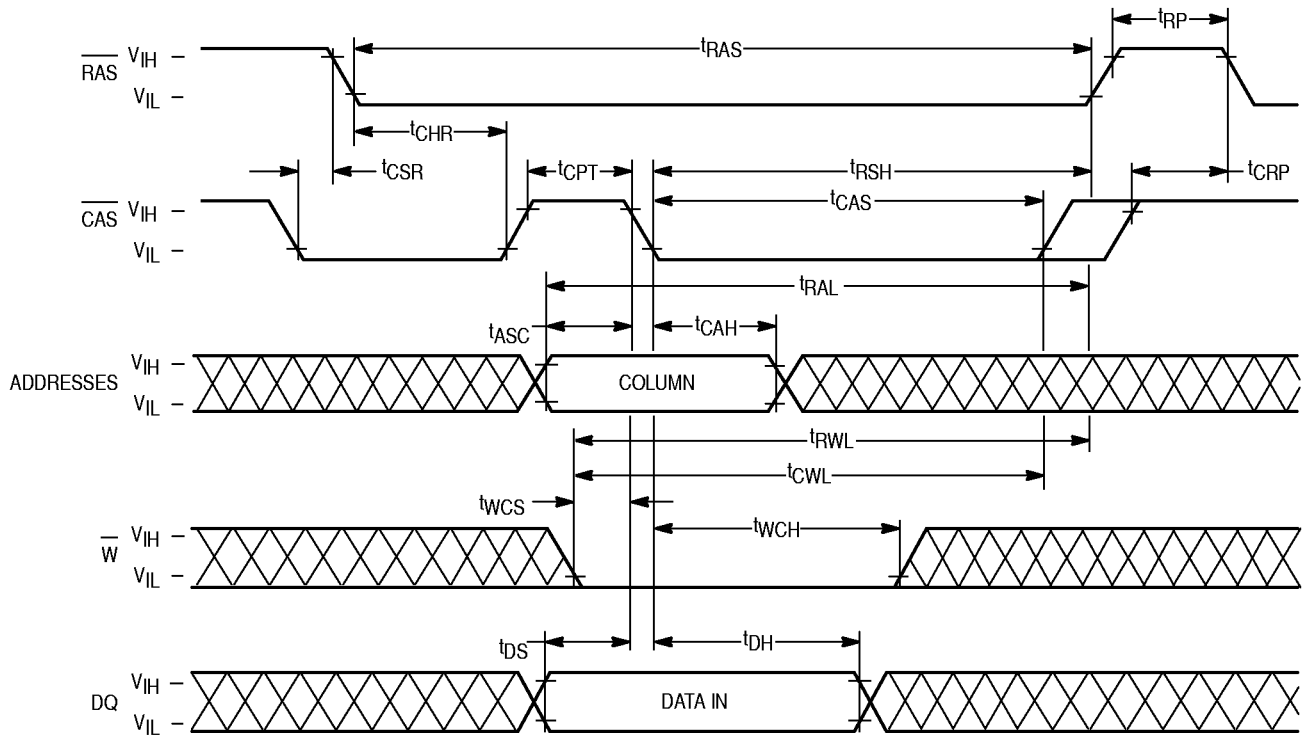 tRP
tRAS
RAS VIH
VIL
tCHR
tCSR tCPT tRSH tCRP
tCAS
CAS VIH
VIL
tRAL
tASC tCAH
ADDRESSES VIH
VIL
COLUMN
tRWL
tCWL
tWCS
tWCH
W VIH
VIL
tDS tDH
DQ VIH
VIL
DATA IN